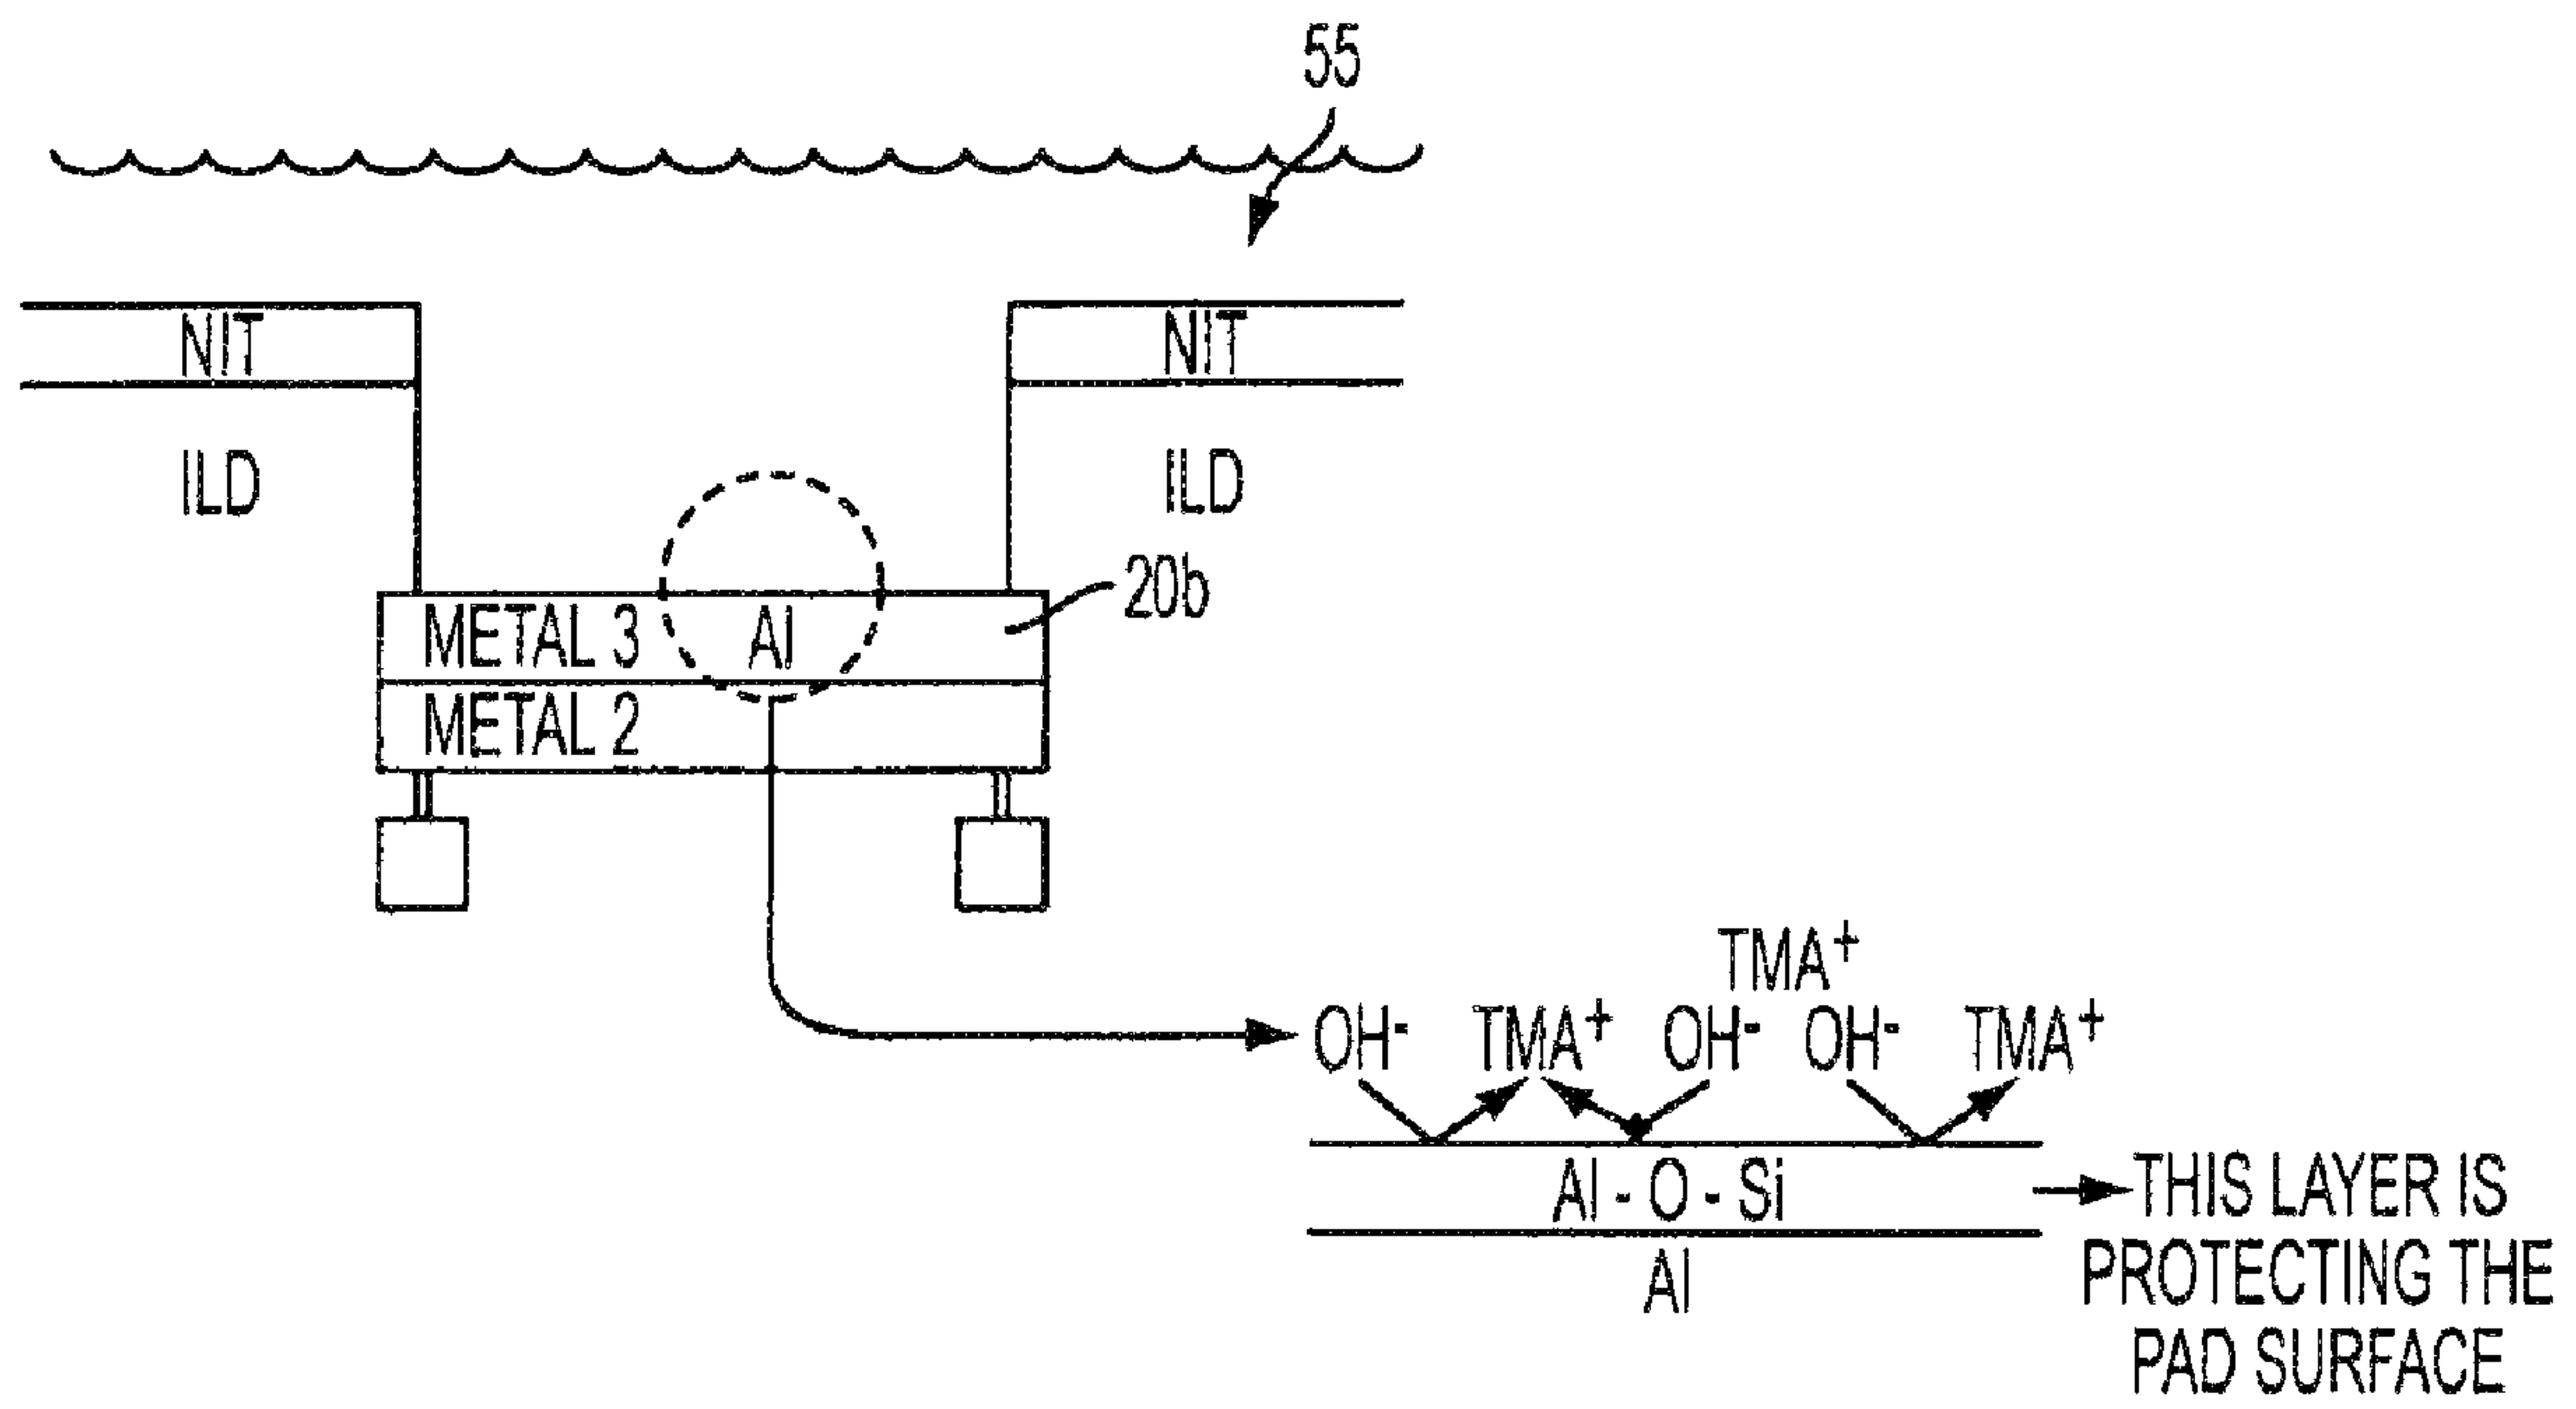 55
NIT NIT
ILD ILD
20b
METAL 3 Al
METAL 2
TMA+
OH- TMA+ OH- OH- TMA+
Al - O - Si
Al
THIS LAYER IS
PROTECTING THE
PAD SURFACE